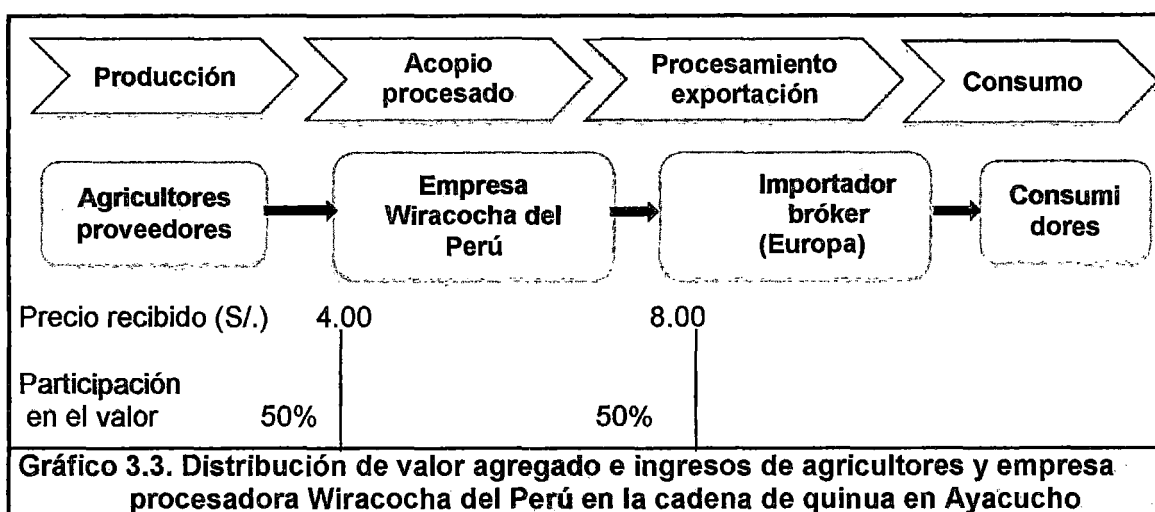 Producción
Acopio
procesado
Procesamiento
exportación
Consumo
Agricultores
proveedores
Empresa
Wiracocha del
Perú
Importador
bróker
(Europa)
Consumi
dores
Precio recibido (S/.) 4.00 8.00
Participación
en el valor 50% 50%
Gráfico 3.3. Distribución de valor agregado e ingresos de agricultores y empresa
procesadora Wiracocha del Perú en la cadena de quinua en Ayacucho